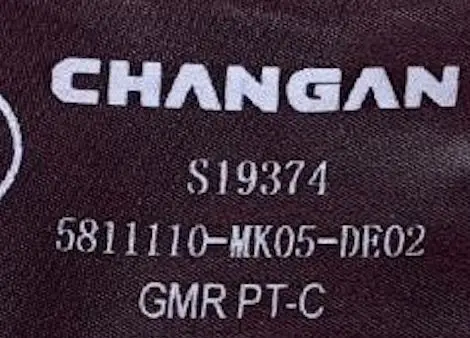 CHANGAN
S19374
5811110-MK05-DE02
GMR PT-C